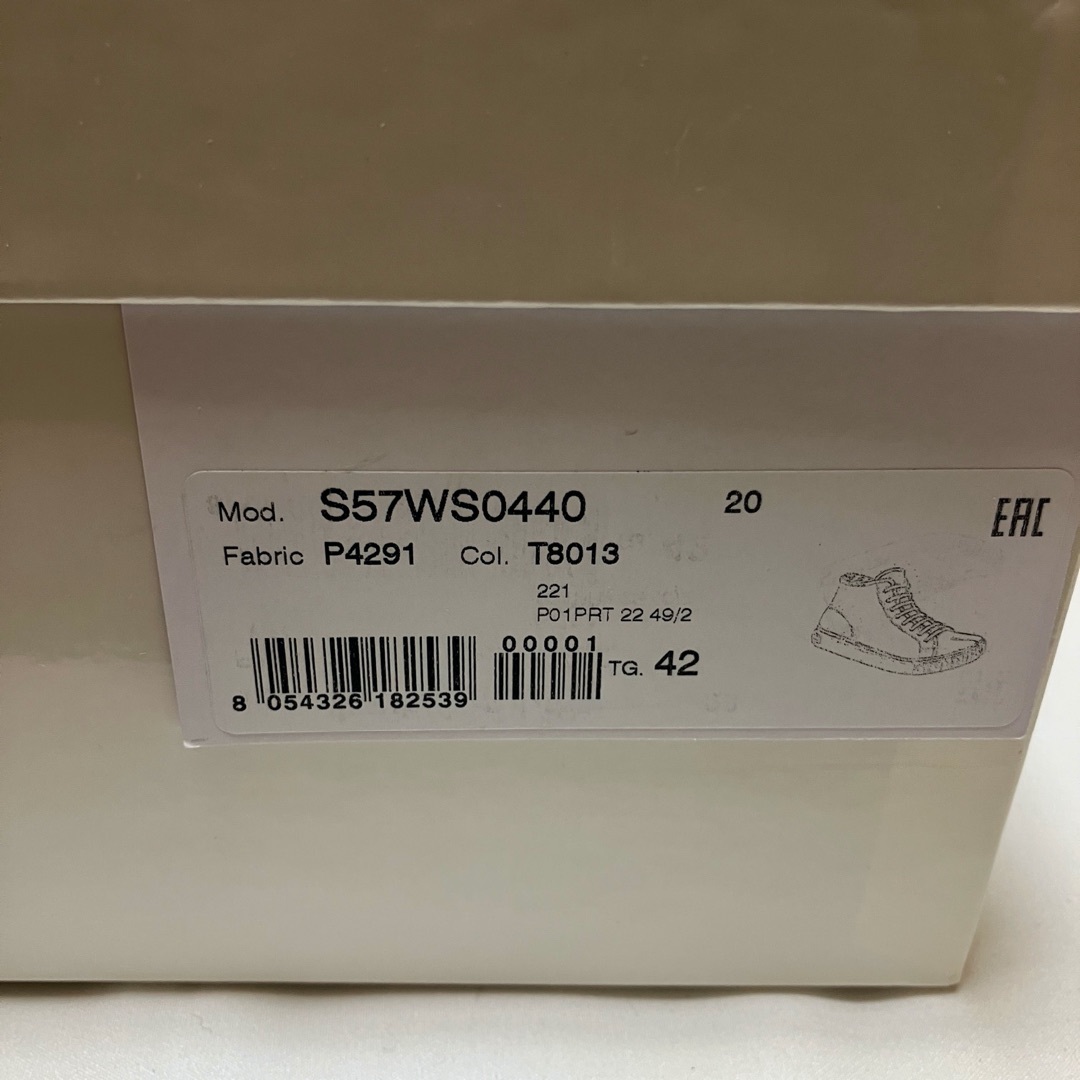 Mod. S57WS0440 20
EAC
Fabric P4291 Col. T8013
221
P01PRT 22 49/2
00001
TG. 42
8 054326 182539